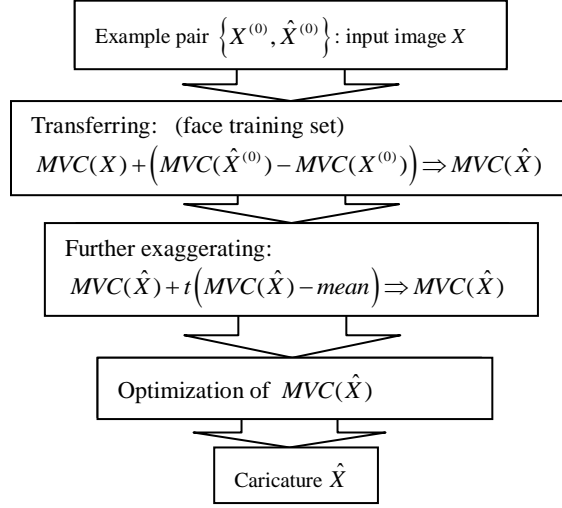 Example pair {X^(0), X̂^(0)}: input image X
Transferring: (face training set)
MVC(X) + (MVC(X̂^(0)) − MVC(X^(0))) ⇒ MVC(X̂)
Further exaggerating:
MVC(X̂) + t(MVC(X̂) − mean) ⇒ MVC(X̂)
Optimization of MVC(X̂)
Caricature X̂